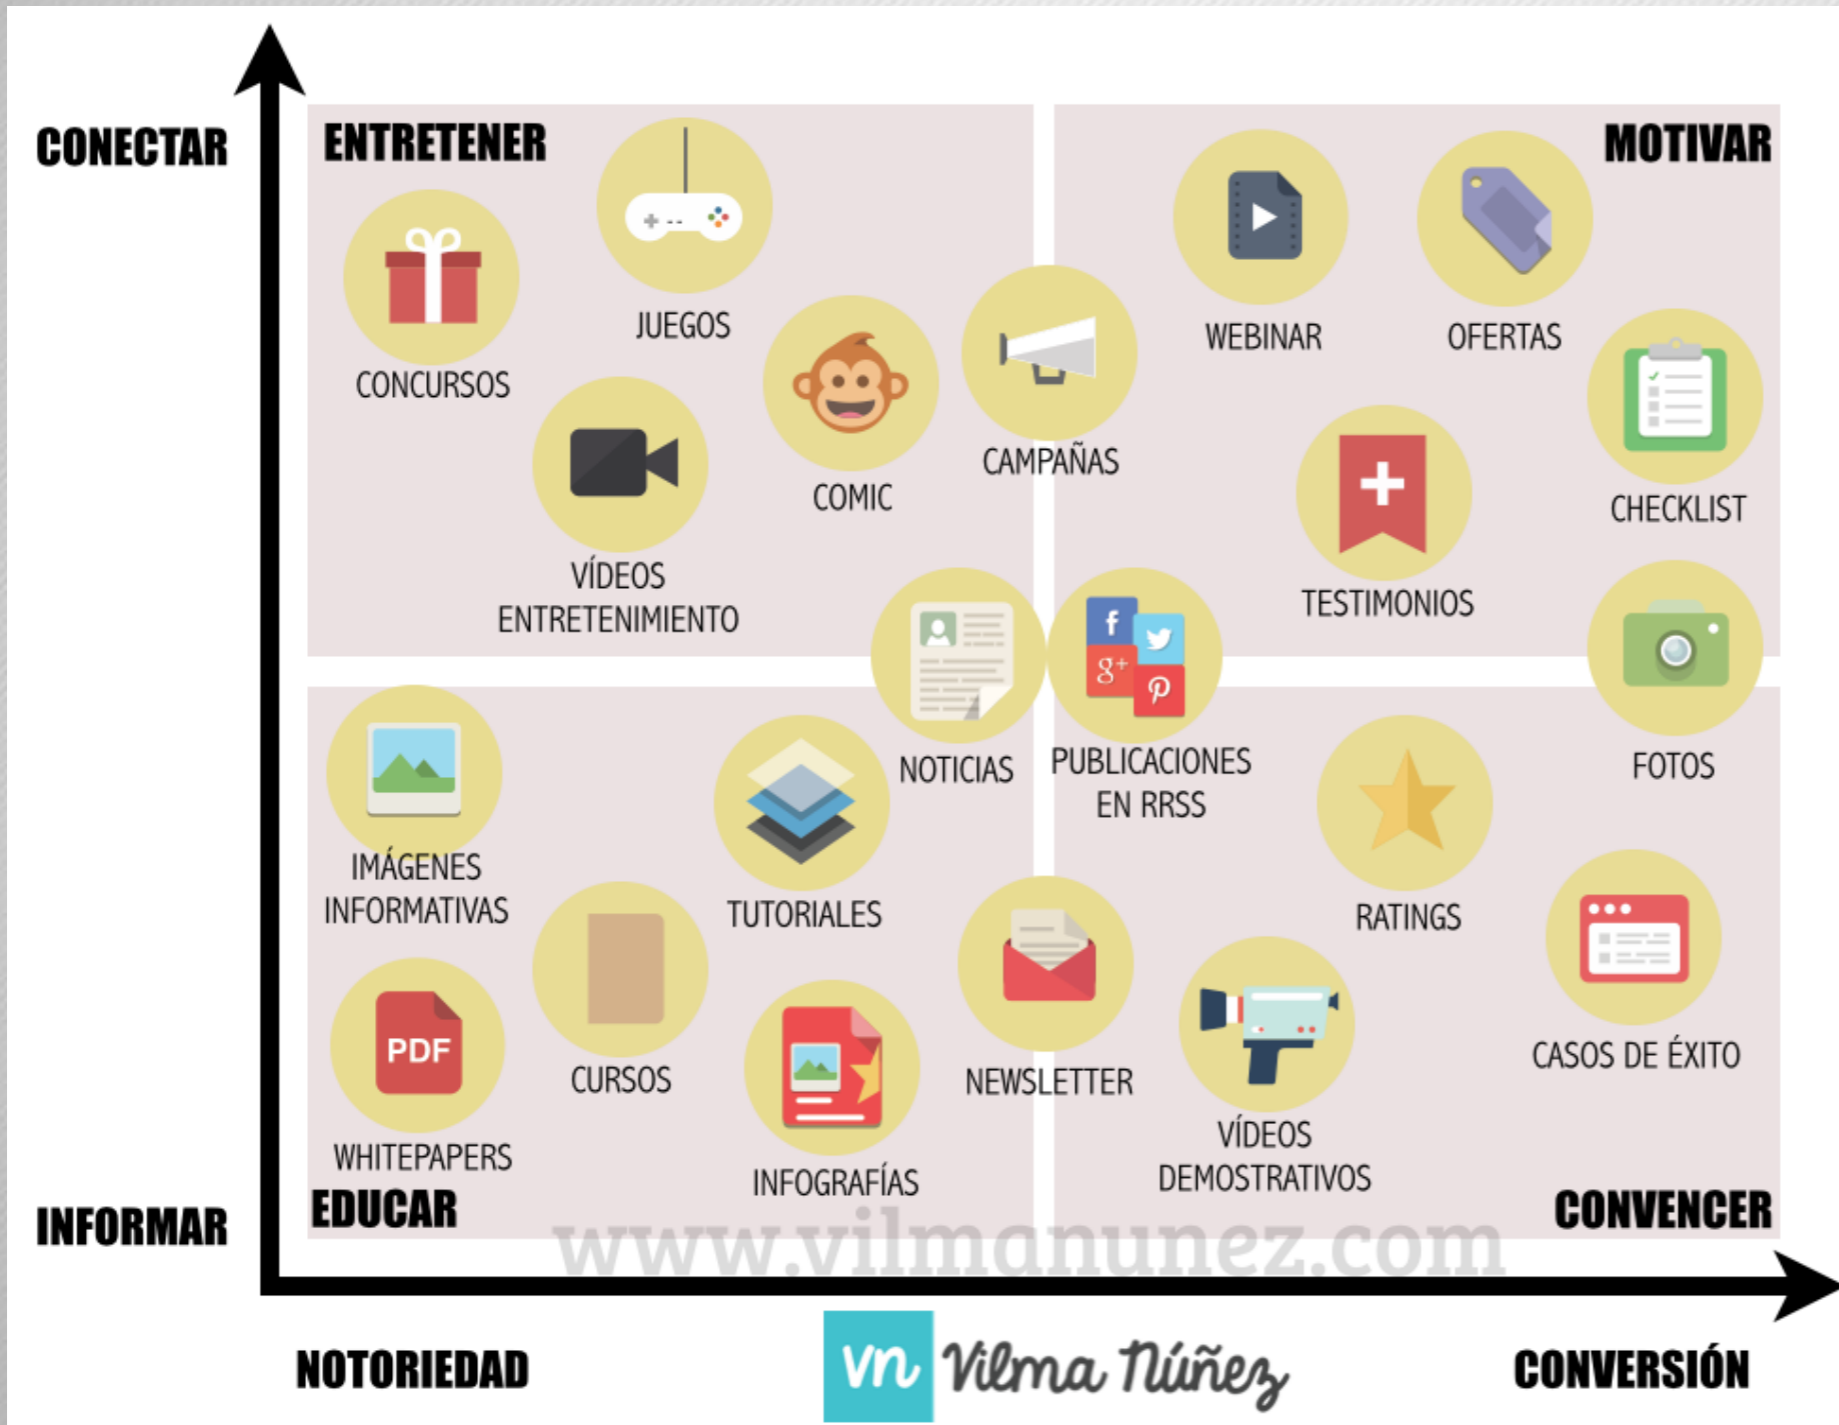 CONECTAR
ENTRETENER
MOTIVAR
JUEGOS
WEBINAR
OFERTAS
CONCURSOS
CAMPAÑAS
COMIC
CHECKLIST
VÍDEOS
ENTRETENIMIENTO
TESTIMONIOS
f
g+
NOTICIAS
PUBLICACIONES
EN RRSS
FOTOS
IMÁGENES
INFORMATIVAS
TUTORIALES
RATINGS
PDF
CURSOS
NEWSLETTER
CASOS DE ÉXITO
WHITEPAPERS
INFOGRAFÍAS
VÍDEOS
DEMOSTRATIVOS
INFORMAR
EDUCAR
CONVENCER
www.vilmanunez.com
NOTORIEDAD
vn Vilma Núñez
CONVERSIÓN